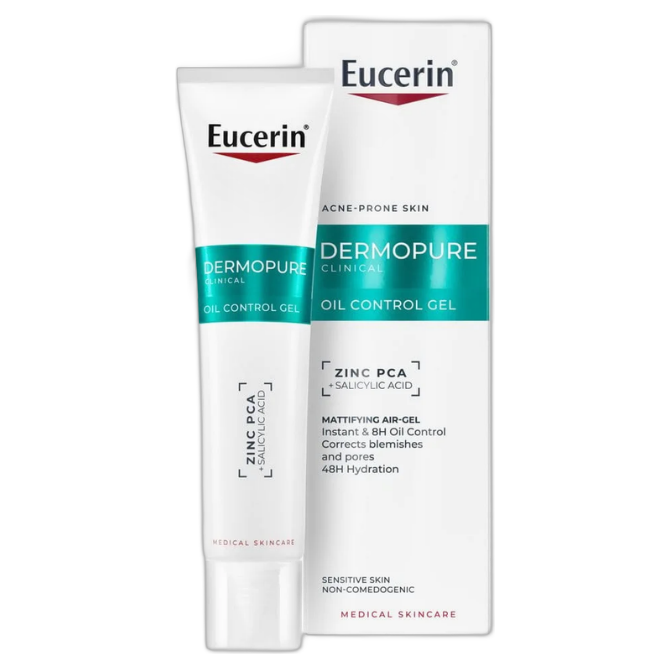 Eucerin®
DERMOPURE
CLINICAL
OIL CONTROL GEL
ZINC PCA
+SALICYLIC ACID
MEDICAL SKINCARE
Eucerin®
ACNE-PRONE SKIN
DERMOPURE
CLINICAL
OIL CONTROL GEL
ZINC PCA
+SALICYLIC ACID
MATTIFYING AIR-GEL
Instant & 8H Oil Control
Corrects blemishes
and pores
48H Hydration
SENSITIVE SKIN
NON-COMEDOGENIC
MEDICAL SKINCARE